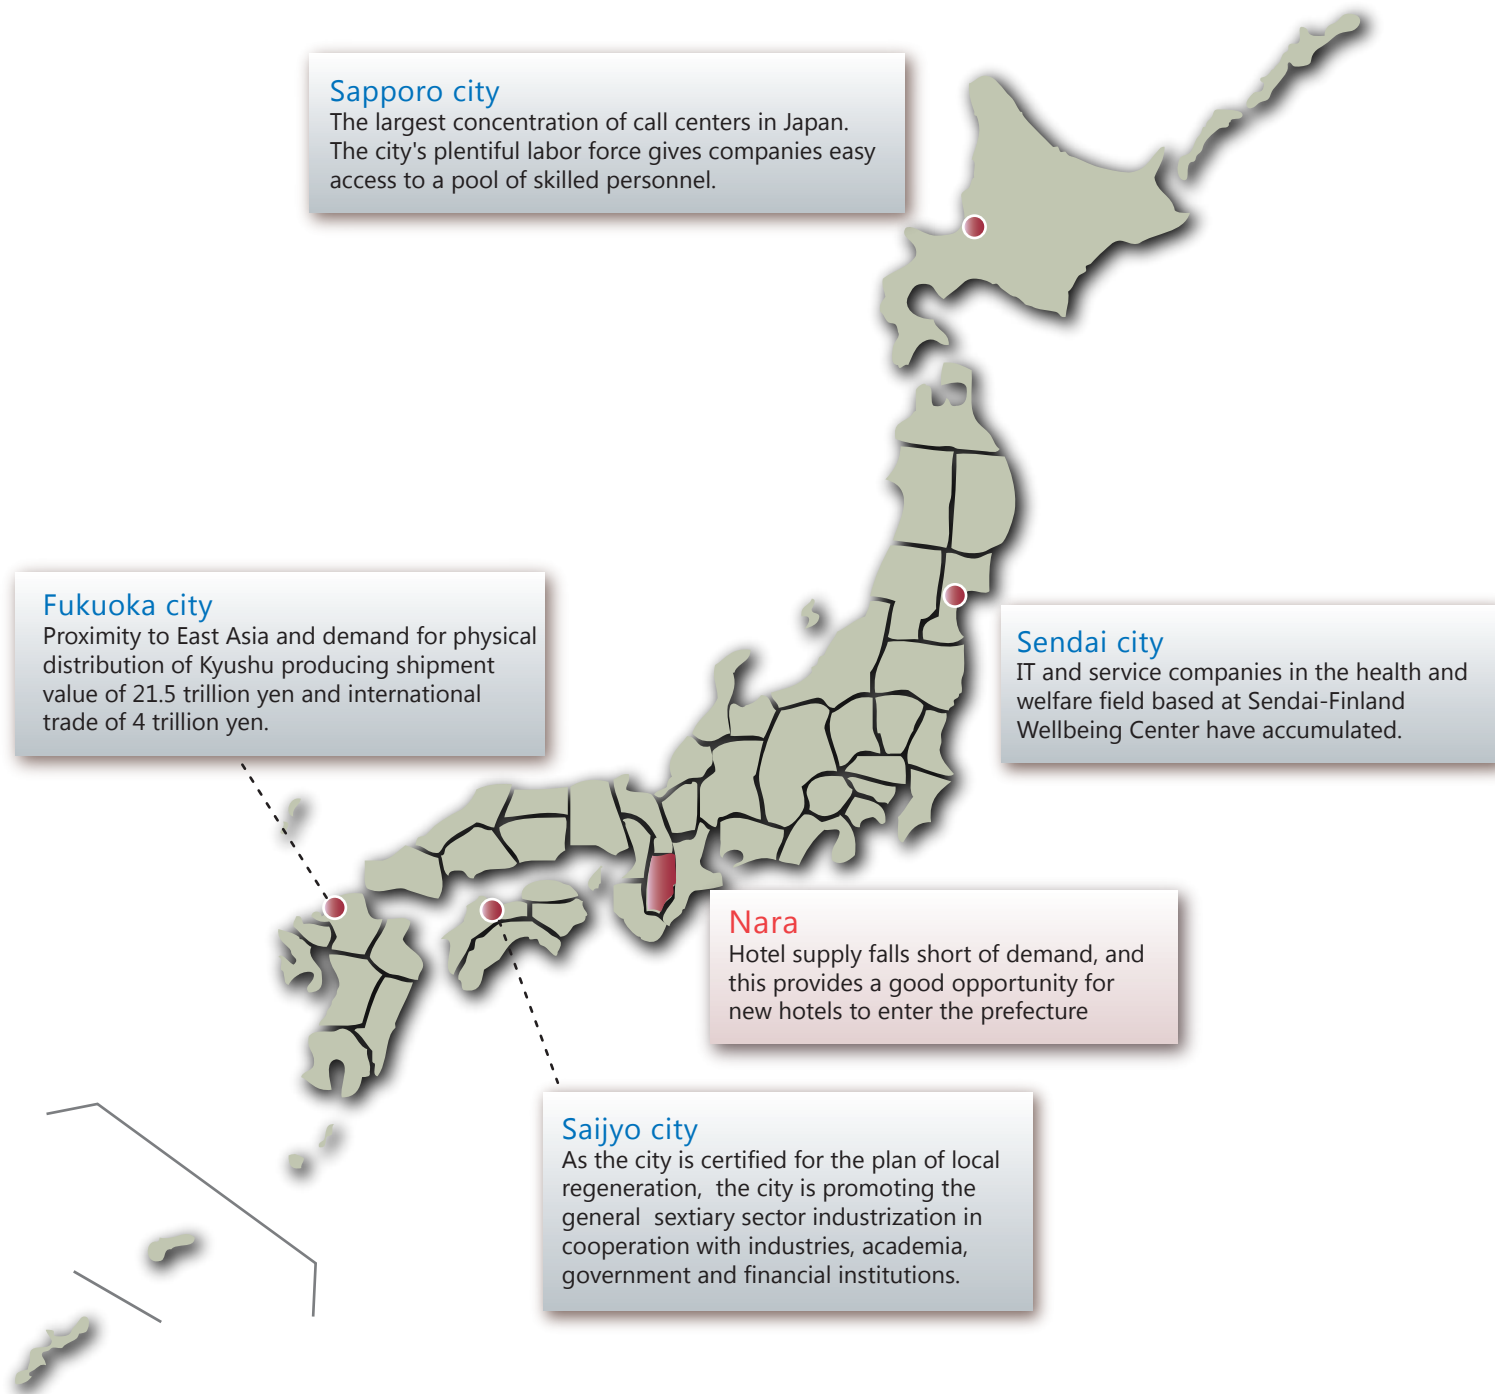 Sapporo city
The largest concentration of call centers in Japan.
The city's plentiful labor force gives companies easy
access to a pool of skilled personnel.
Fukuoka city
Proximity to East Asia and demand for physical
distribution of Kyushu producing shipment
value of 21.5 trillion yen and international
trade of 4 trillion yen.
Sendai city
IT and service companies in the health and
welfare field based at Sendai-Finland
Wellbeing Center have accumulated.
Nara
Hotel supply falls short of demand, and
this provides a good opportunity for
new hotels to enter the prefecture
Saijyo city
As the city is certified for the plan of local
regeneration,  the city is promoting the
general  sextiary sector industrization in
cooperation with industries, academia,
government and financial institutions.